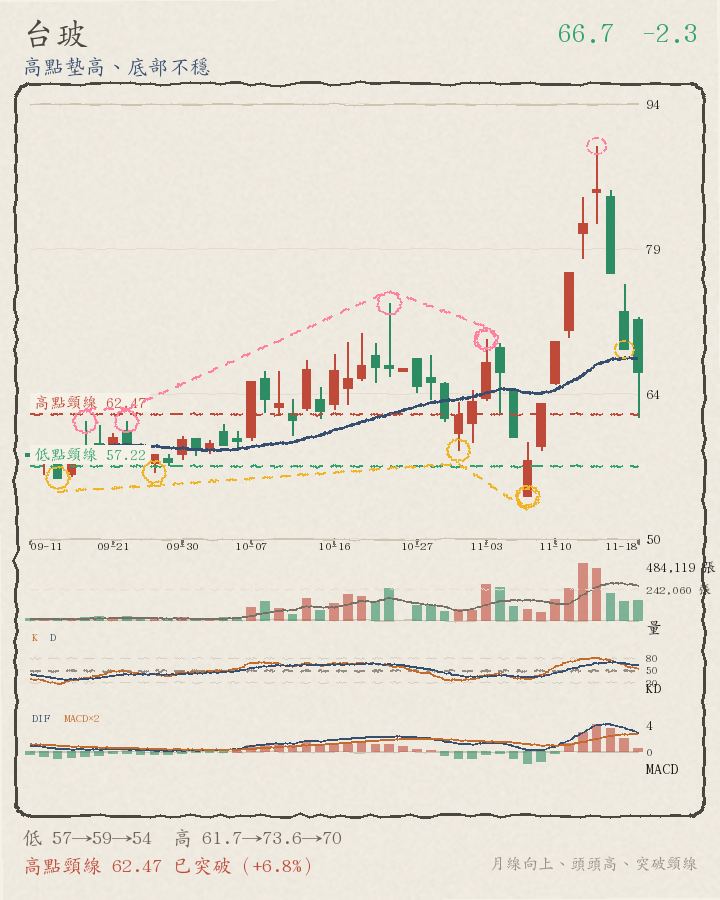 台玻
66.7 -2.3
高點墊高、底部不穩
94
79
高點頸線 62.47
64
低點頸線 57.22
50
09-11 09-21 09-30 10-07 10-16 10-27 11-03 11-10 11-18
484,119 張
242,060 張
量
K D
80
50
20
KD
DIF MACD×2
4
0
MACD
低 57→59→54 高 61.7→73.6→70
高點頸線 62.47 已突破 (+6.8%)
月線向上、頭頭高、突破頸線